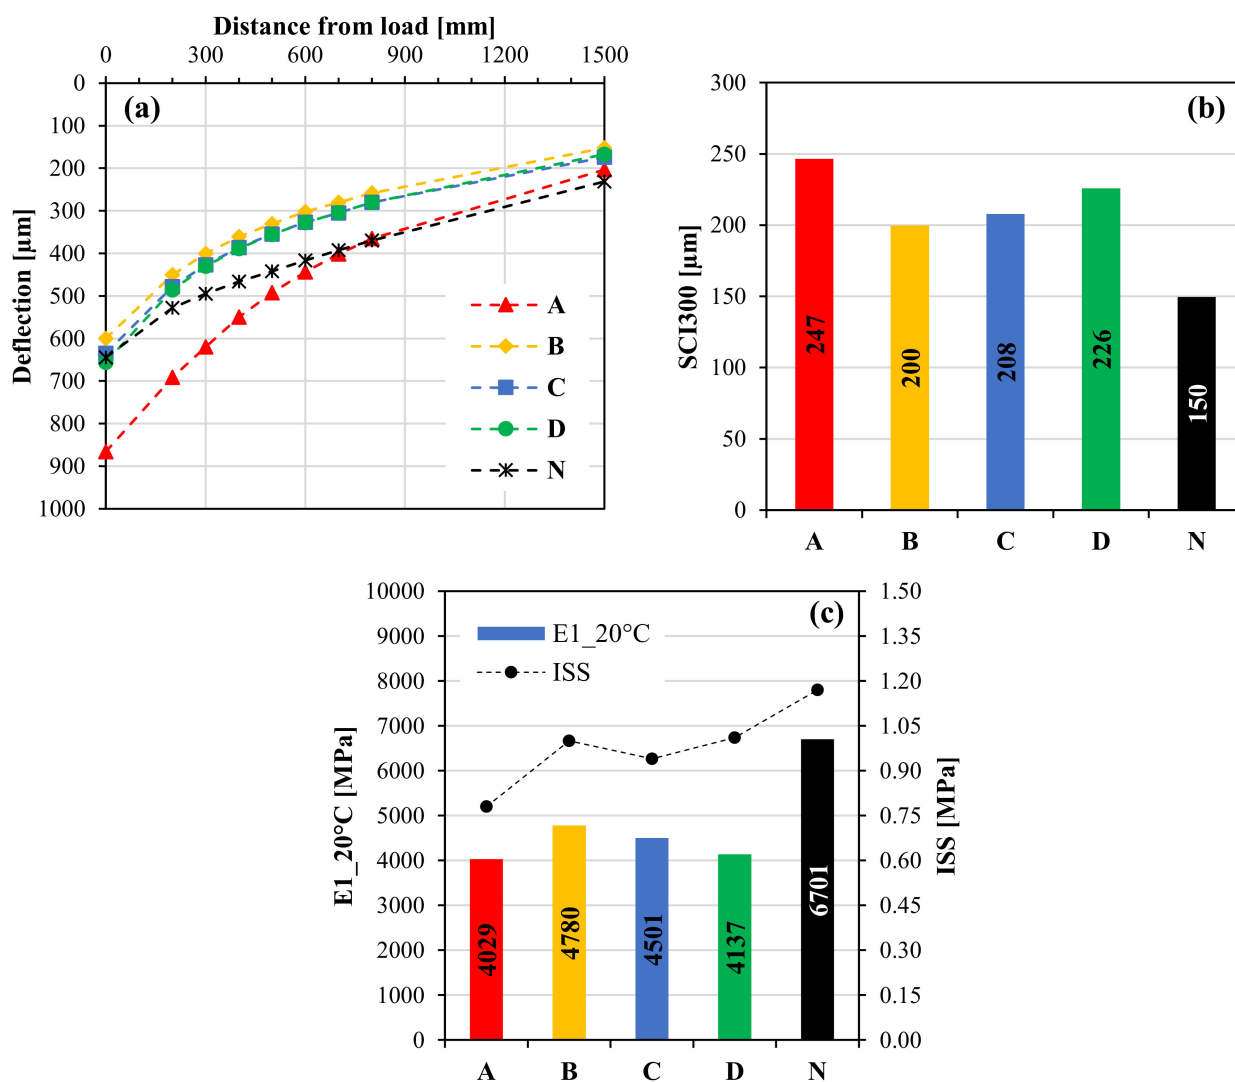 Distance from load [mm]
0 300 600 900 1200 1500
(a)
Deflection [µm]
0
100
200
300
400
500
600
700
800
900
1000
A
B
C
D
N
(b)
SCI300 [µm]
300
250
200
150
100
50
0
247 200 208 226 150
A B C D N
(c)
E1_20°C [MPa]
10000
9000
8000
7000
6000
5000
4000
3000
2000
1000
0
E1_20°C
ISS
4029 4780 4501 4137 6701
A B C D N
1.50
1.35
1.20
1.05
0.90
0.75
0.60
0.45
0.30
0.15
0.00
ISS [MPa]